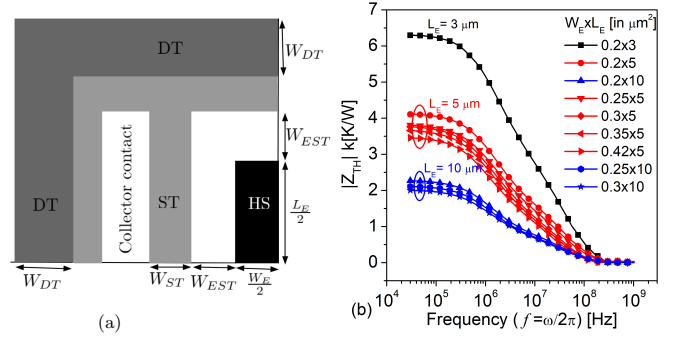 DT
W_DT
W_EST
Collector contact
ST
HS
DT
L_E/2
W_DT
W_ST
W_EST
W_E/2
(a)
|Z_TH| k[K/W]
7
6
5
4
3
2
1
0
L_E = 3 μm
L_E = 5 μm
L_E = 10 μm
W_ExL_E [in μm²]
0.2x3
0.2x5
0.2x10
0.25x5
0.3x5
0.35x5
0.42x5
0.25x10
0.3x10
10⁴ 10⁵ 10⁶ 10⁷ 10⁸ 10⁹
(b) Frequency (f=ω/2π) [Hz]